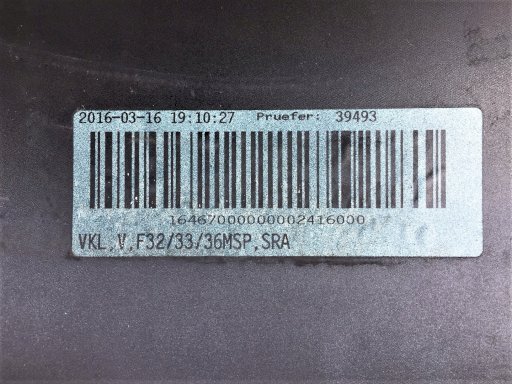 2016-03-16 19:10:27 Pruefer: 39493
16467000000002416000
VKL,V,F32/33/36MSP,SRA